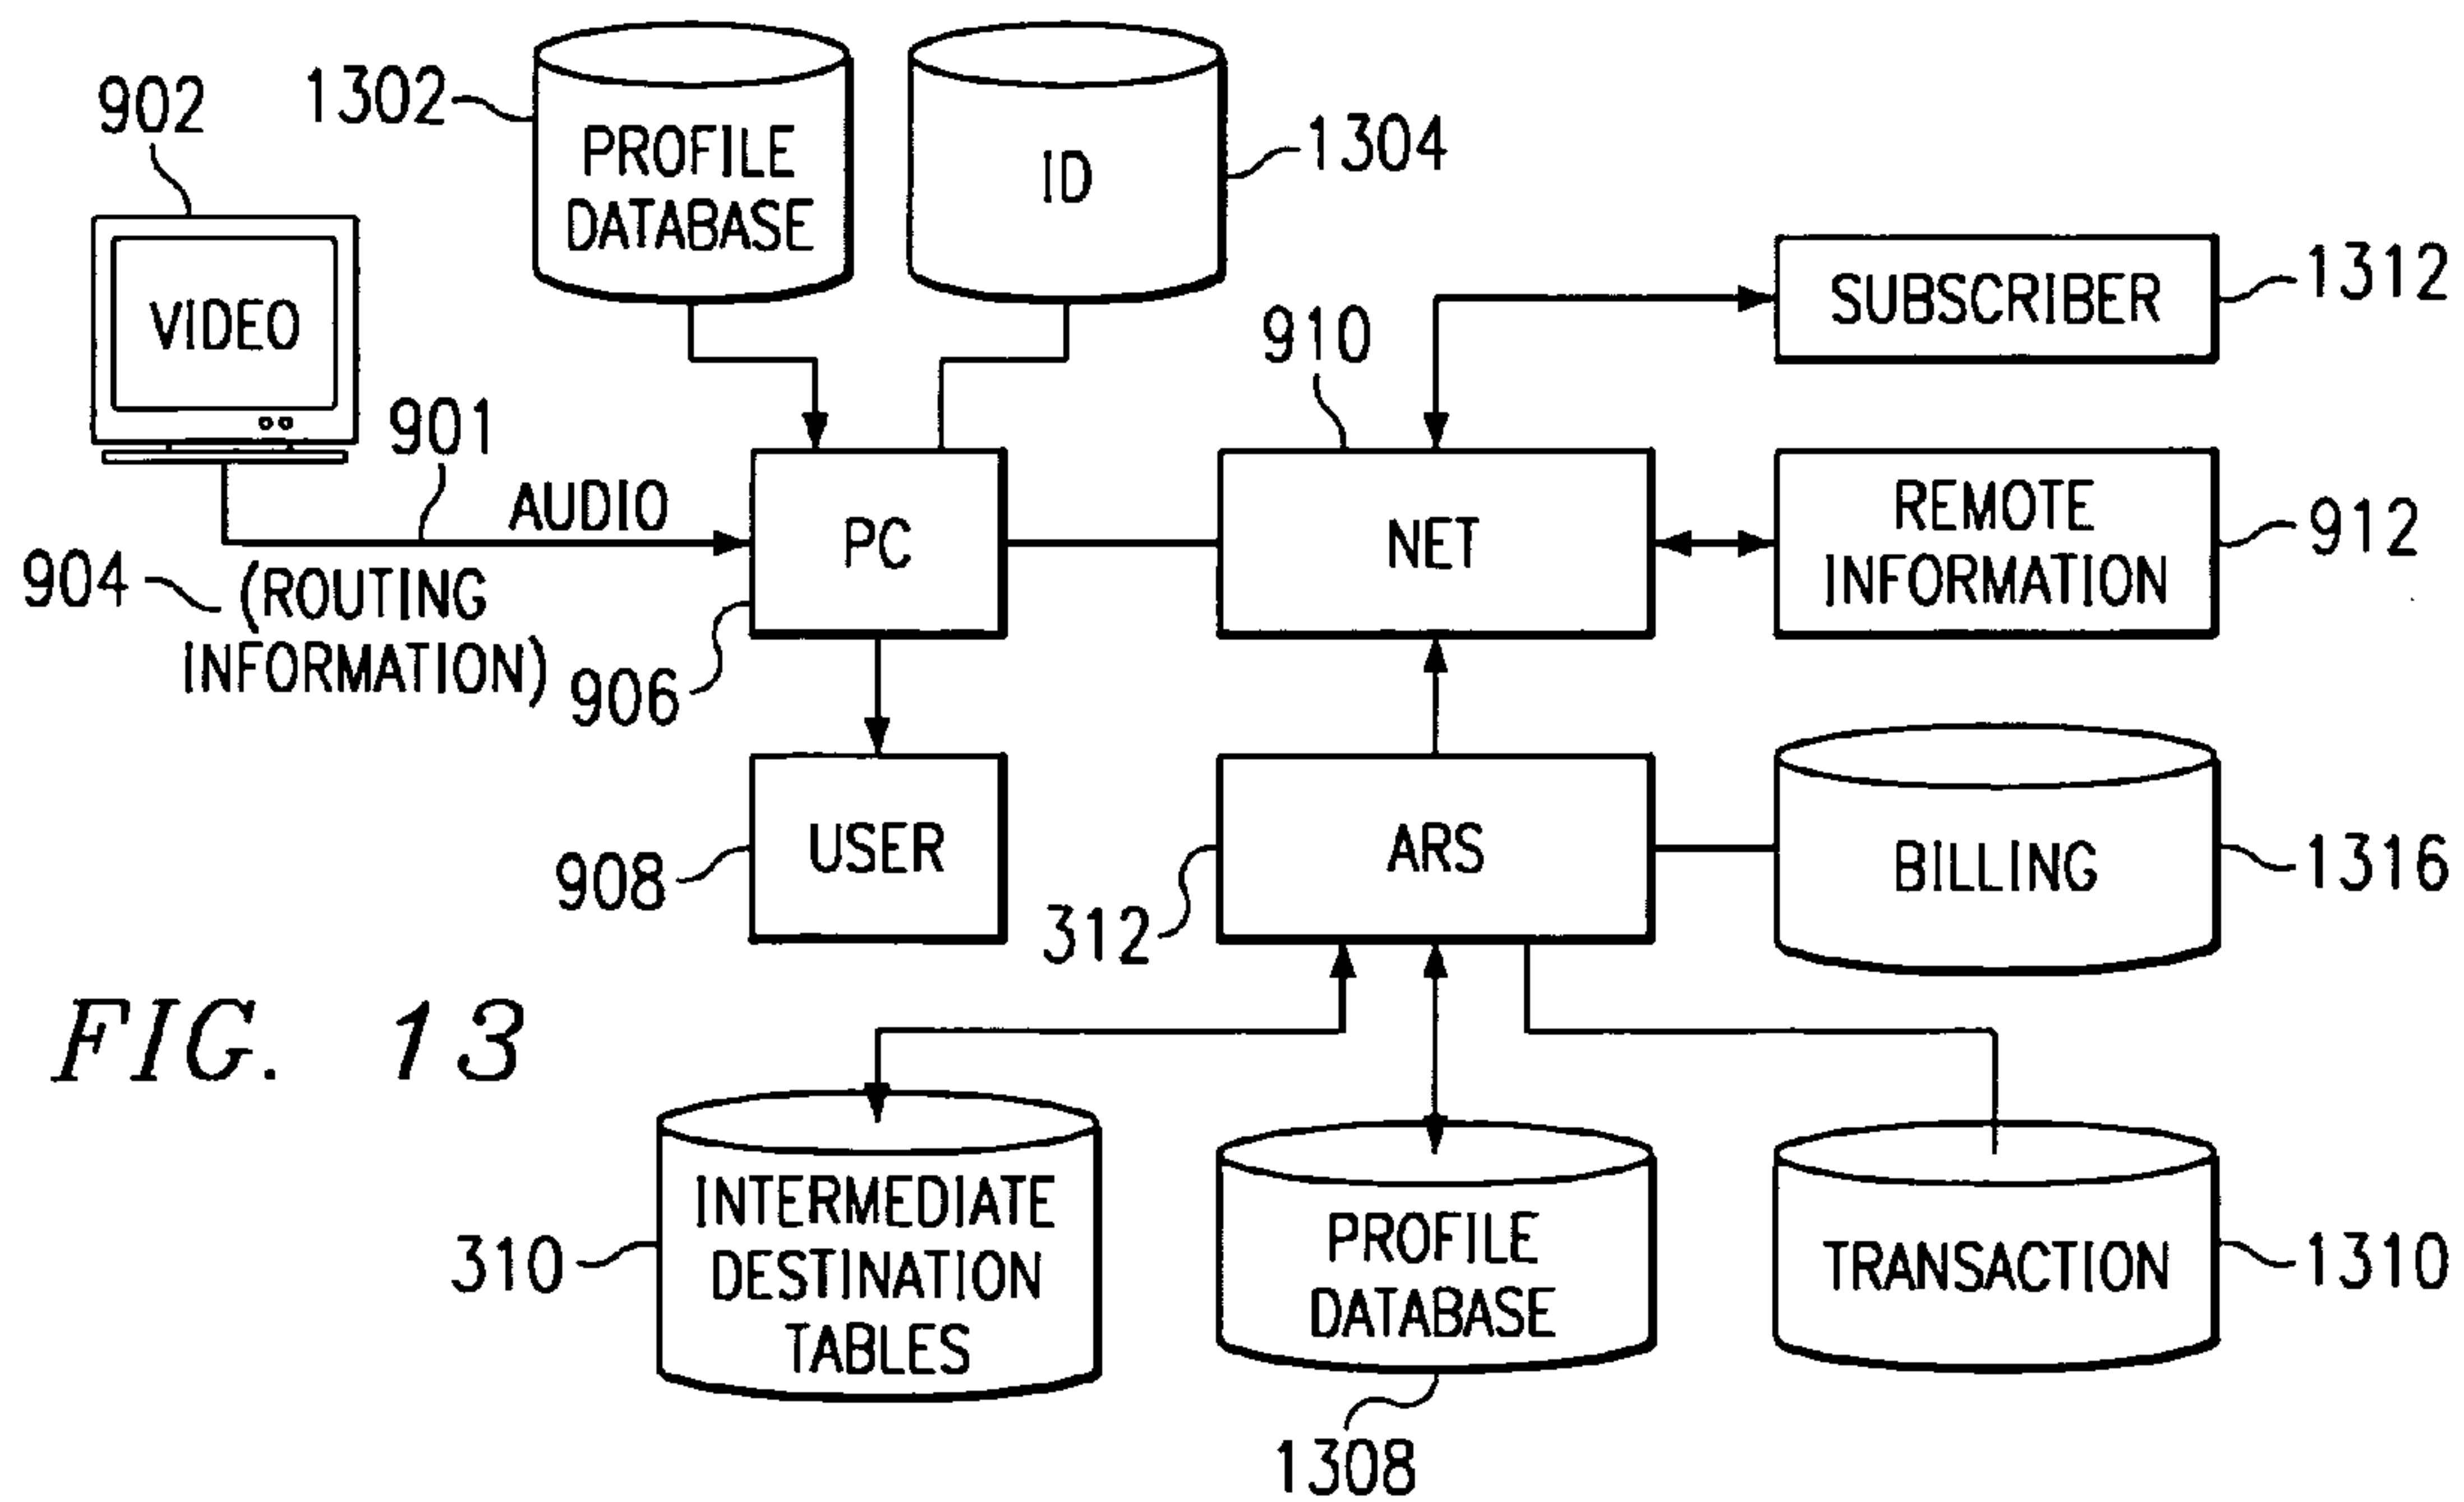 902
1302
PROFILE
DATABASE
ID
1304
VIDEO
910
SUBSCRIBER
1312
901
AUDIO
904
(ROUTING
INFORMATION)
906
PC
NET
REMOTE
INFORMATION
912
908
USER
312
ARS
BILLING
1316
FIG. 13
310
INTERMEDIATE
DESTINATION
TABLES
PROFILE
DATABASE
1308
TRANSACTION
1310